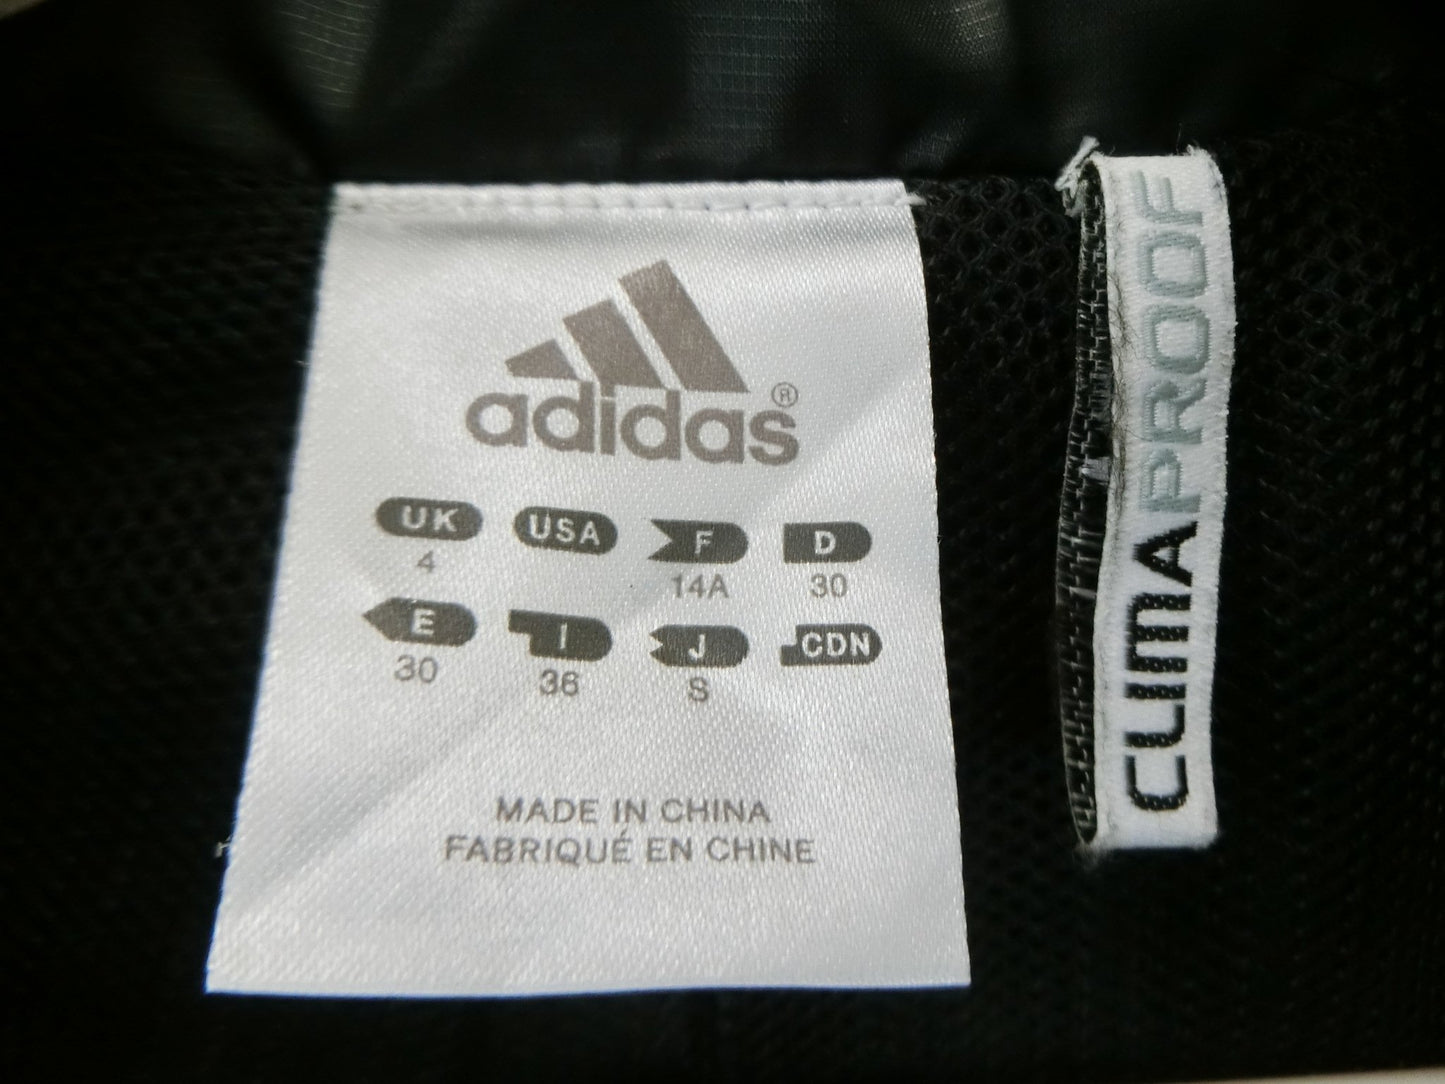 adidas®
UK USA F D
4 14A 30
E I J CDN
30 36 S
MADE IN CHINA
FABRIQUÉ EN CHINE
CLIMAPROOF